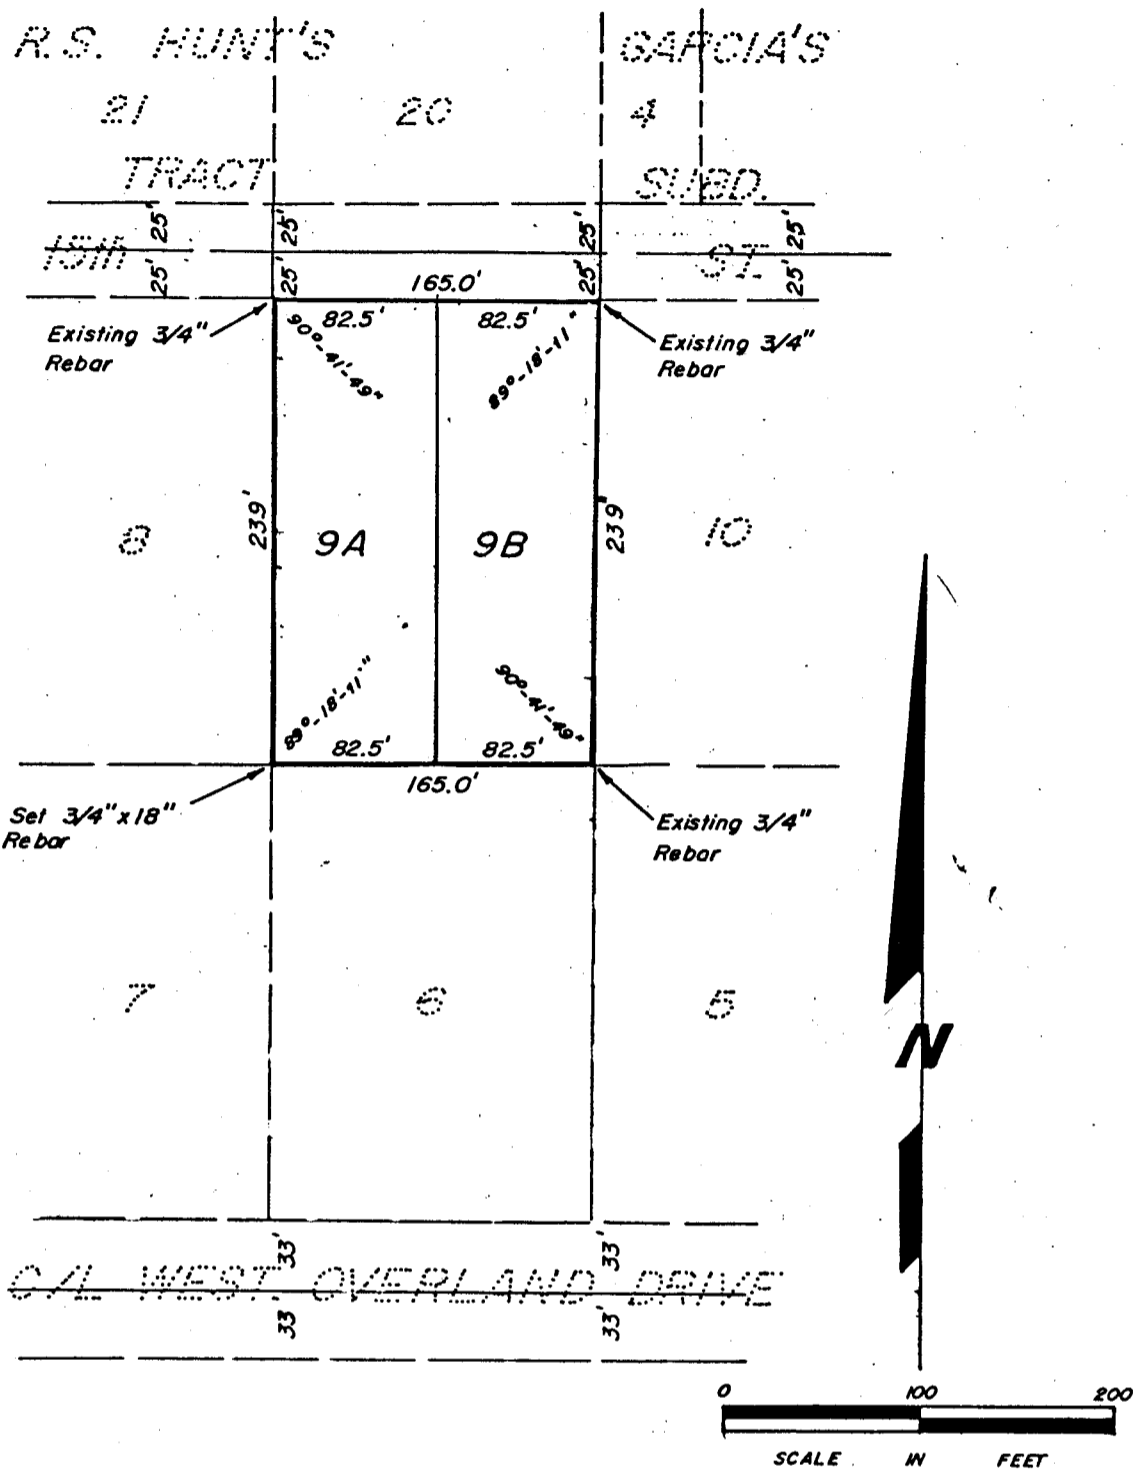 R.S. HUNT'S GARCIA'S
21 20 4
TRACT SUBD.
25' 25' 25' 25'
15th ST.
25' 25' 25' 25'
165.0'
82.5' 82.5'
Existing 3/4"
Rebar
Existing 3/4"
Rebar
90°-41'-49"
89°-18'-11"
239' 239'
8 9A 9B 10
89°-18'-11"
90°-41'-49"
82.5' 82.5'
165.0'
Set 3/4" x 18"
Rebar
Existing 3/4"
Rebar
7 6 5
N
33' 33'
C/L WEST OVERLAND DRIVE
33' 33'
0 100 200
SCALE IN FEET